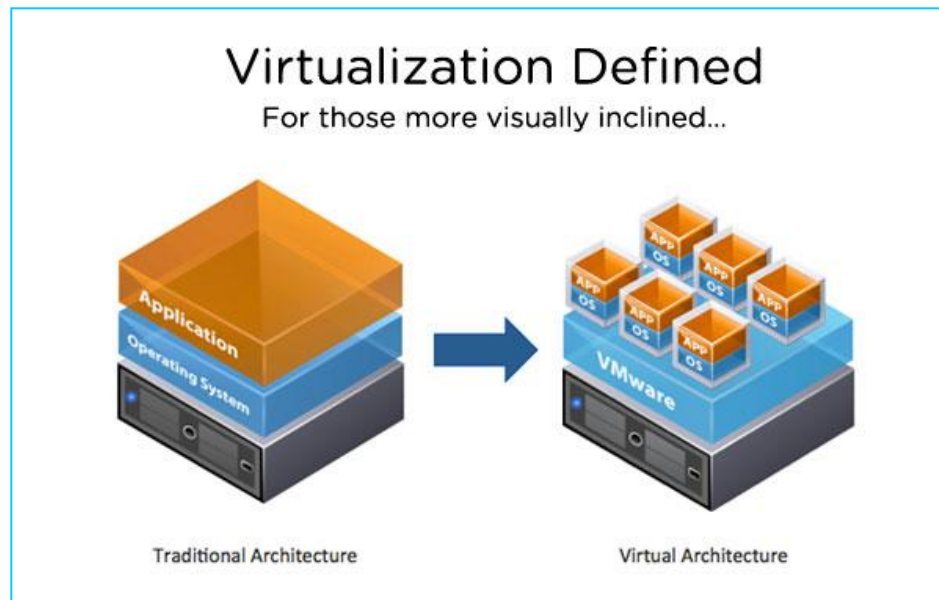 Virtualization Defined
For those more visually inclined...
Application
Operating System
APP
OS
APP
OS
APP
OS
APP
OS
APP
OS
APP
OS
VMware
Traditional Architecture
Virtual Architecture